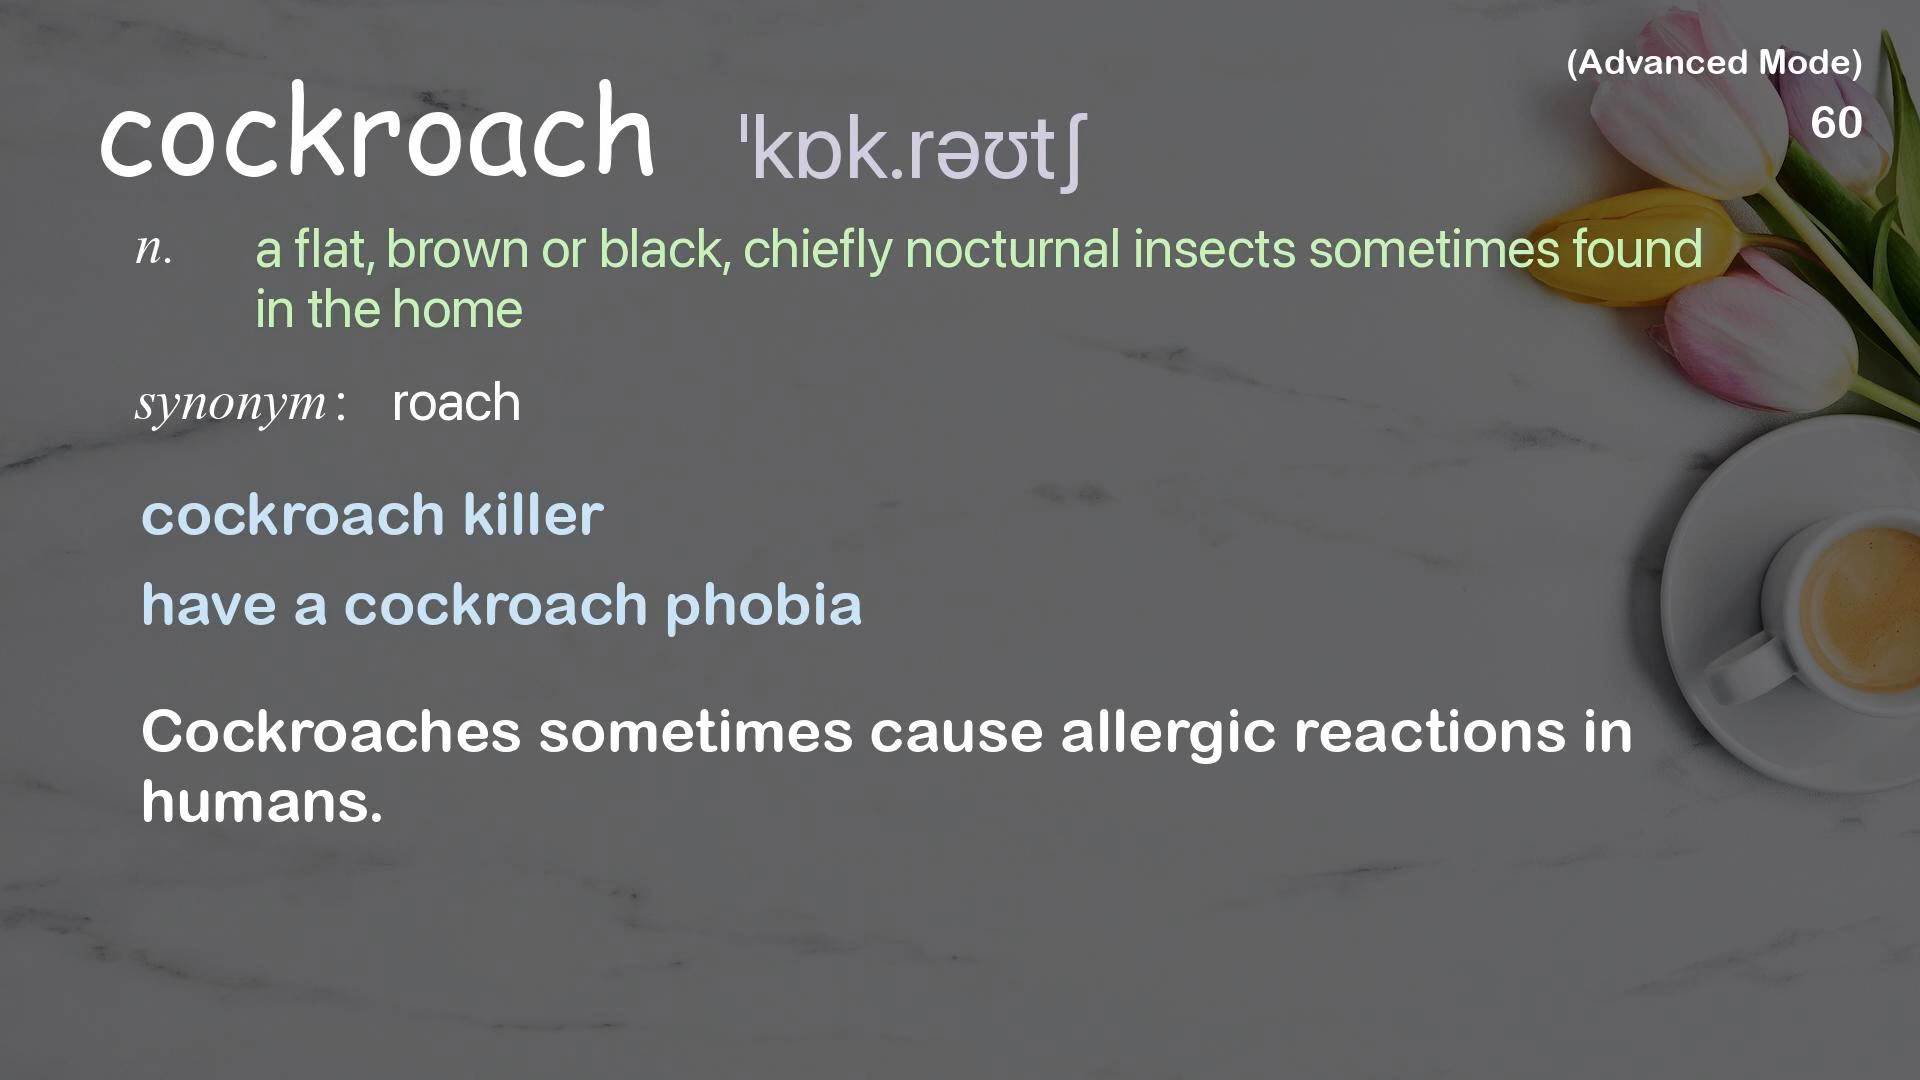 (Advanced Mode)
60
cockroach ˈkɒk.rəʊtʃ
n. a flat, brown or black, chiefly nocturnal insects sometimes found
in the home
synonym: roach
cockroach killer
have a cockroach phobia
Cockroaches sometimes cause allergic reactions in
humans.